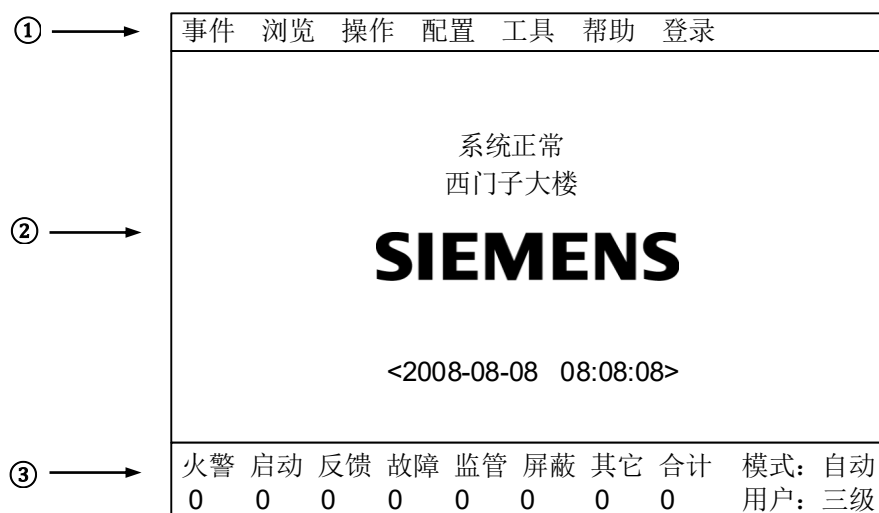 ① 事件 浏览 操作 配置 工具 帮助 登录
系统正常
西门子大楼
② SIEMENS
<2008-08-08 08:08:08>
③ 火警 启动 反馈 故障 监管 屏蔽 其它 合计 模式：自动
0 0 0 0 0 0 0 0 用户：三级